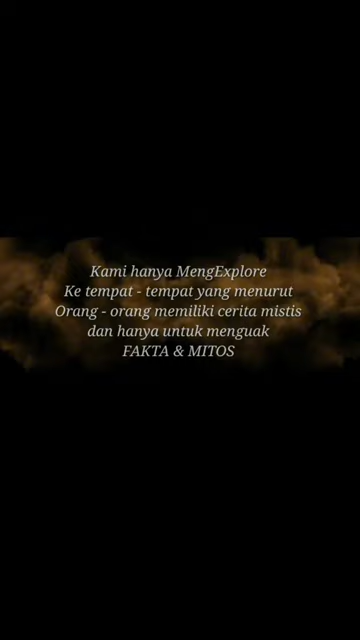 Kami hanya MengExplore
Ke tempat - tempat yang menurut
Orang - orang memiliki cerita mistis
dan hanya untuk menguak
FAKTA & MITOS